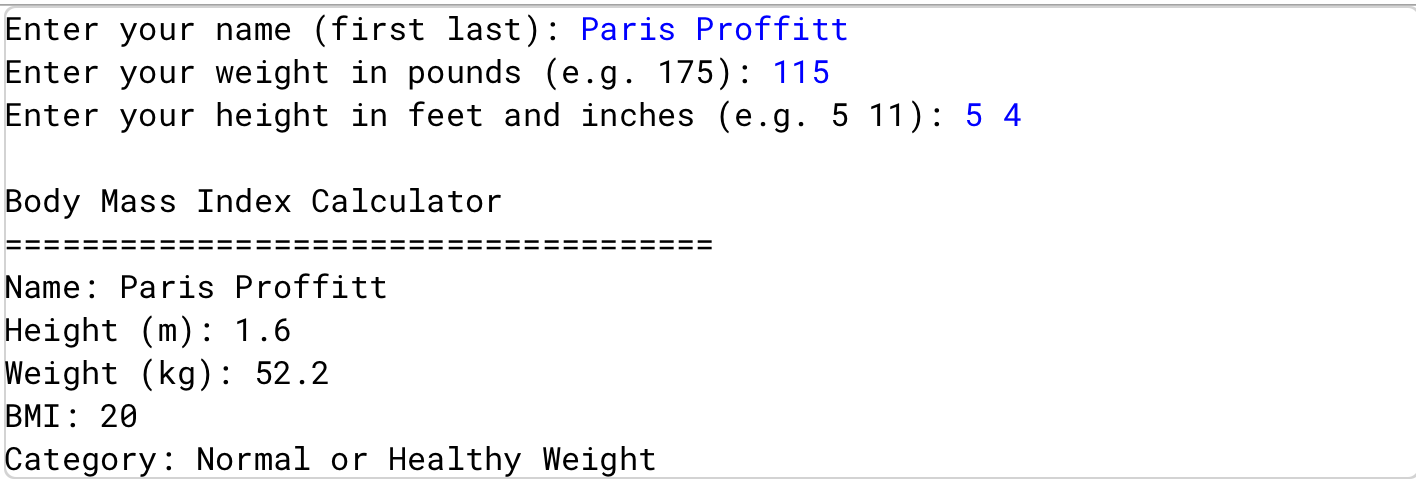 Enter your name (first last): Paris Proffitt
Enter your weight in pounds (e.g. 175): 115
Enter your height in feet and inches (e.g. 5 11): 5 4
Body Mass Index Calculator
=====================================
Name: Paris Proffitt
Height (m): 1.6
Weight (kg): 52.2
BMI: 20
Category: Normal or Healthy Weight